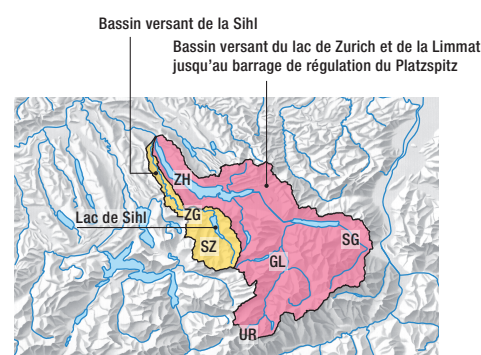 Bassin versant de la Sihl
Bassin versant du lac de Zurich et de la Limmat
jusqu'au barrage de régulation du Platzspitz
ZH
Lac de Sihl
ZG
SZ
SG
GL
UR